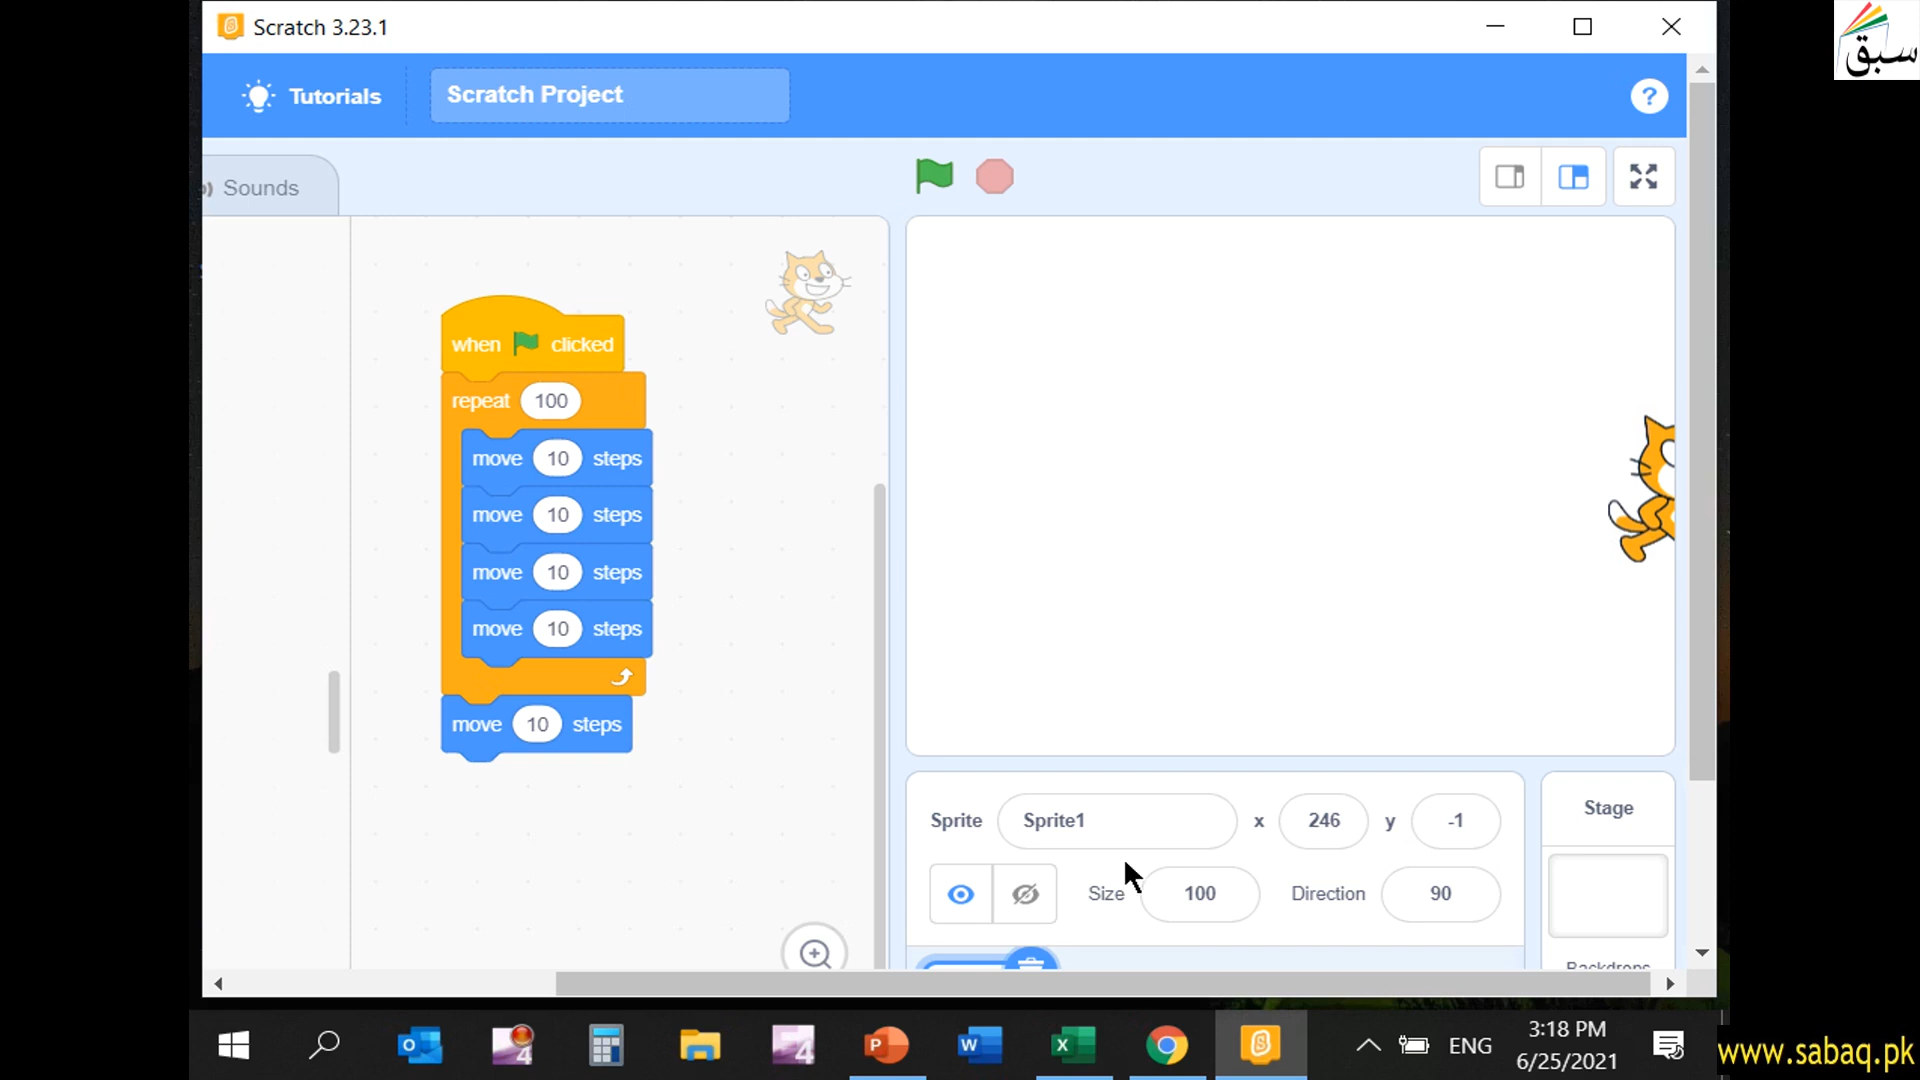 Scratch 3.23.1
سبق
Tutorials
Scratch Project
?
Sounds
when clicked
repeat 100
move 10 steps
move 10 steps
move 10 steps
move 10 steps
move 10 steps
Sprite Sprite1 x 246 y -1
Size 100 Direction 90
Stage
Backdrops
ENG
3:18 PM
6/25/2021
www.sabaq.pk